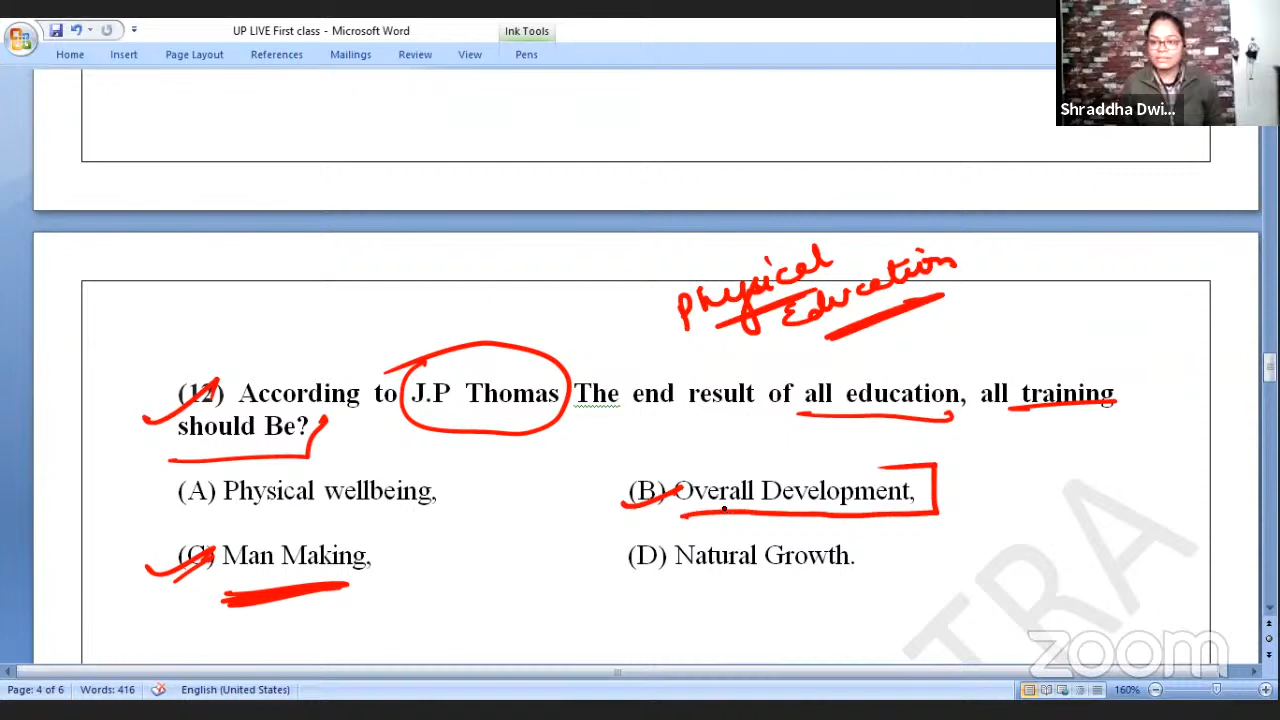 UP LIVE First class - Microsoft Word
Ink Tools
Home Insert Page Layout References Mailings Review View Pens
Shraddha Dwi...
Physical
Education
(12) According to J.P Thomas The end result of all education, all training
should Be?
(A) Physical wellbeing, (B) Overall Development,
(C) Man Making, (D) Natural Growth.
TRA
zoom
Page: 4 of 6 Words: 416 English (United States) 160%